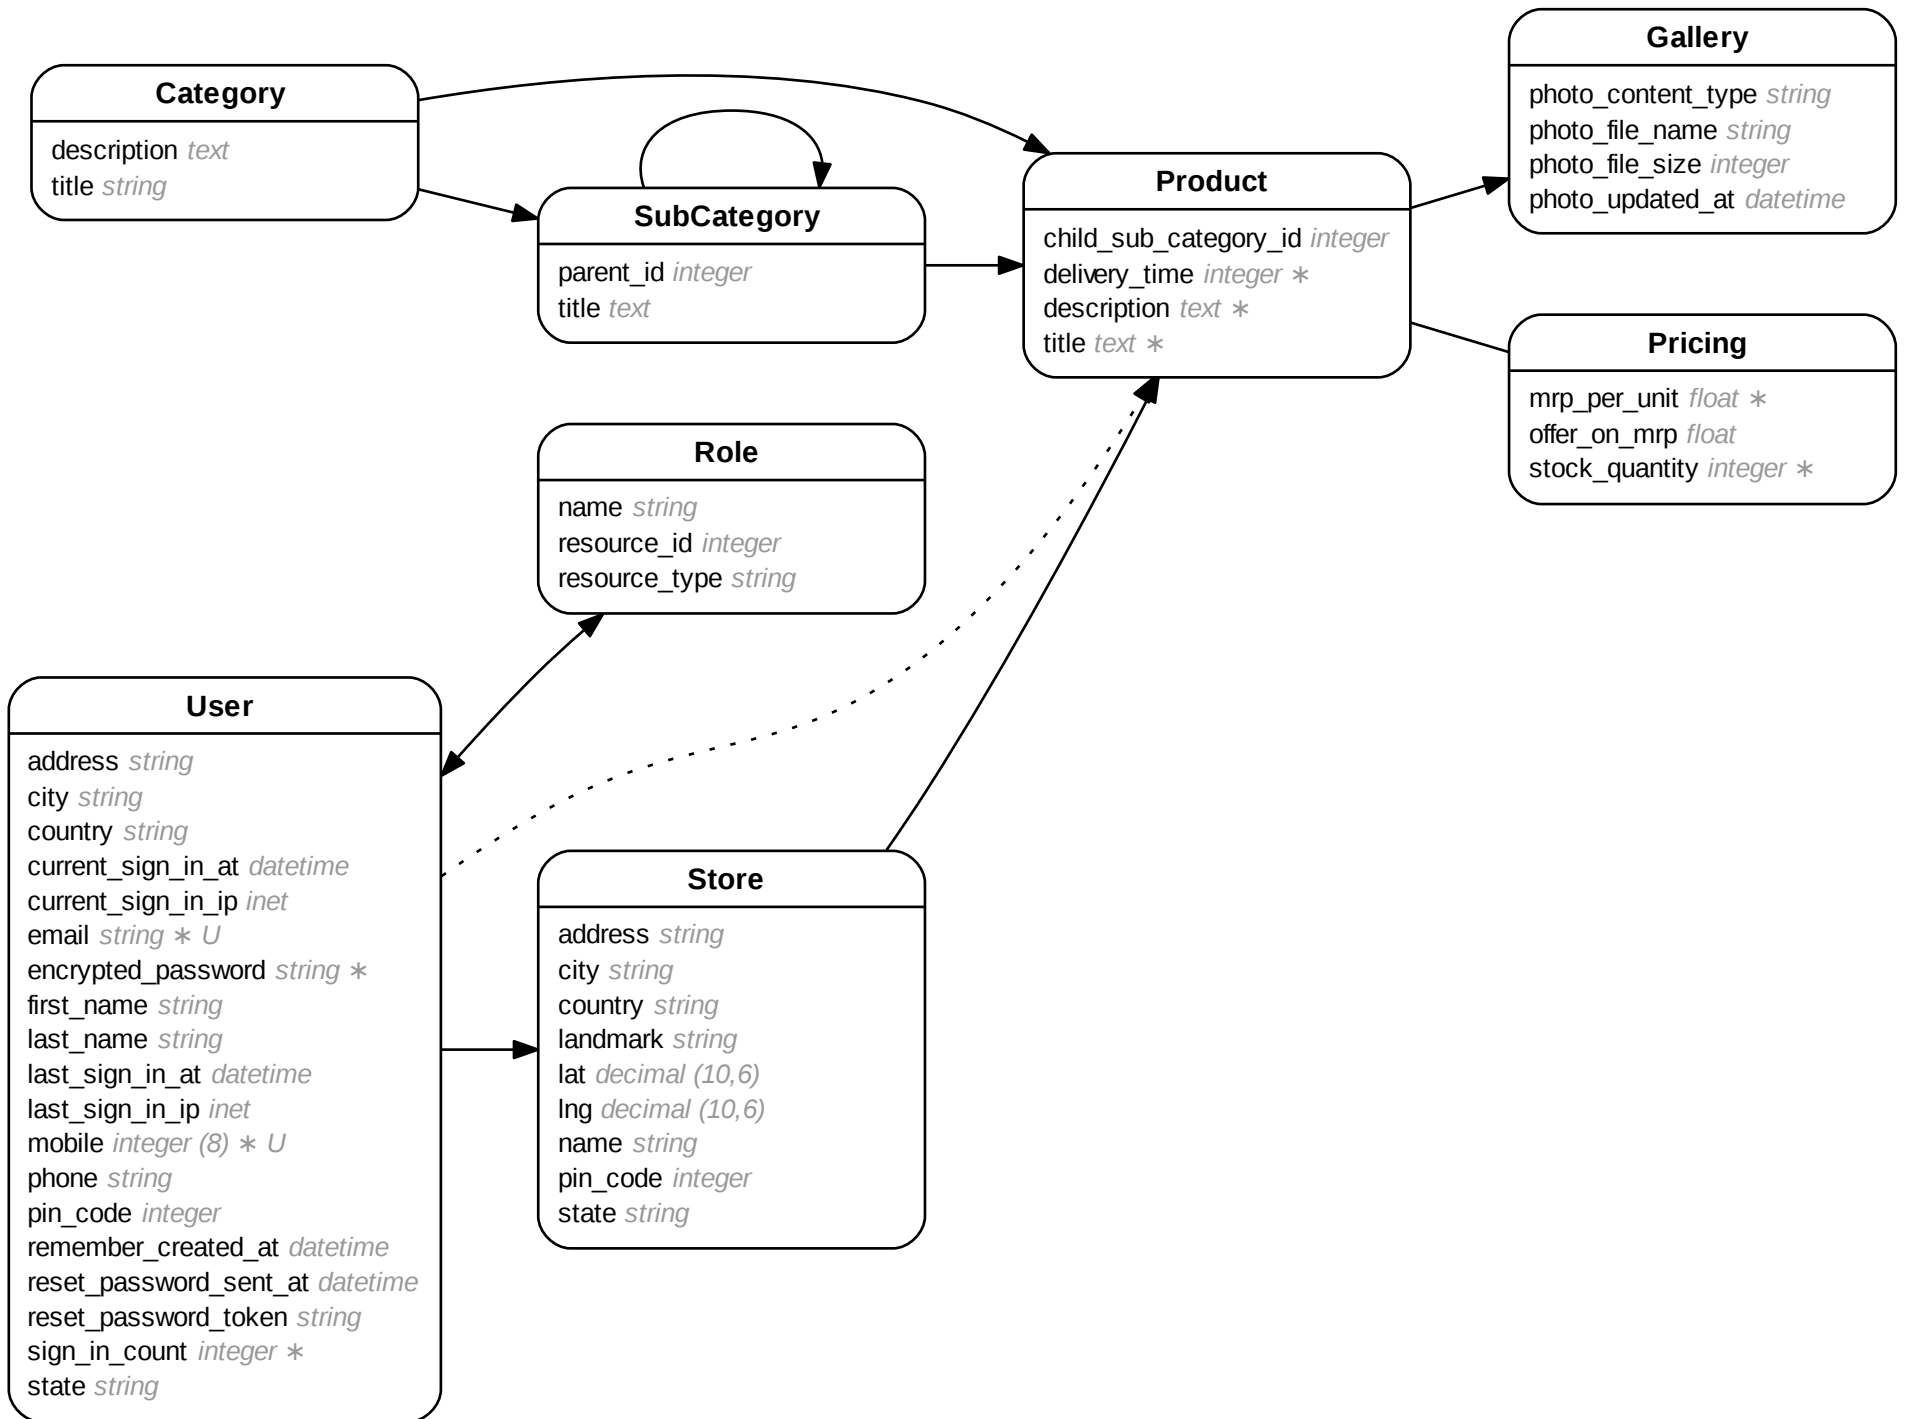 Category
description text
title string
SubCategory
parent_id integer
title text
Product
child_sub_category_id integer
delivery_time integer ∗
description text ∗
title text ∗
Gallery
photo_content_type string
photo_file_name string
photo_file_size integer
photo_updated_at datetime
Pricing
mrp_per_unit float ∗
offer_on_mrp float
stock_quantity integer ∗
Role
name string
resource_id integer
resource_type string
User
address string
city string
country string
current_sign_in_at datetime
current_sign_in_ip inet
email string ∗ U
encrypted_password string ∗
first_name string
last_name string
last_sign_in_at datetime
last_sign_in_ip inet
mobile integer (8) ∗ U
phone string
pin_code integer
remember_created_at datetime
reset_password_sent_at datetime
reset_password_token string
sign_in_count integer ∗
state string
Store
address string
city string
country string
landmark string
lat decimal (10,6)
lng decimal (10,6)
name string
pin_code integer
state string